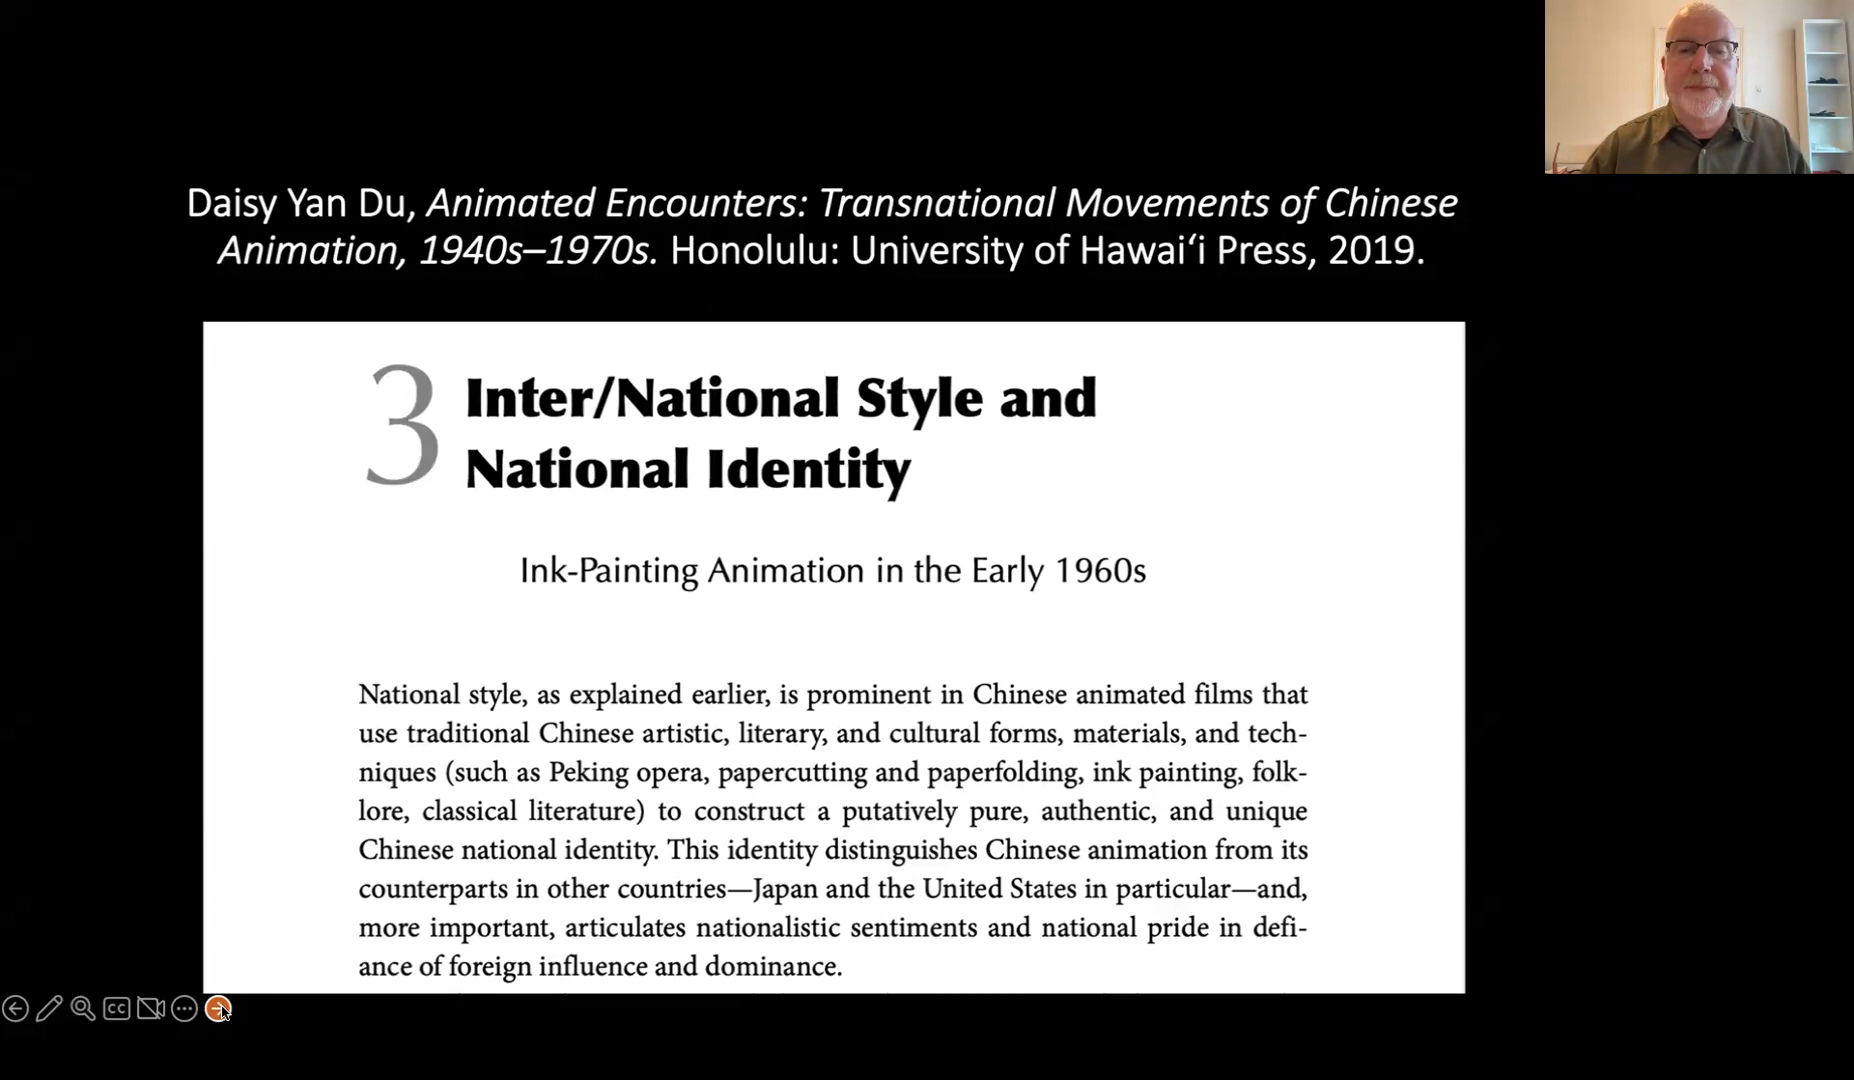 Daisy Yan Du, Animated Encounters: Transnational Movements of Chinese
Animation, 1940s–1970s. Honolulu: University of Hawai‘i Press, 2019.
3 Inter/National Style and
National Identity
Ink-Painting Animation in the Early 1960s
National style, as explained earlier, is prominent in Chinese animated films that
use traditional Chinese artistic, literary, and cultural forms, materials, and tech-
niques (such as Peking opera, papercutting and paperfolding, ink painting, folk-
lore, classical literature) to construct a putatively pure, authentic, and unique
Chinese national identity. This identity distinguishes Chinese animation from its
counterparts in other countries—Japan and the United States in particular—and,
more important, articulates nationalistic sentiments and national pride in defi-
ance of foreign influence and dominance.
CC